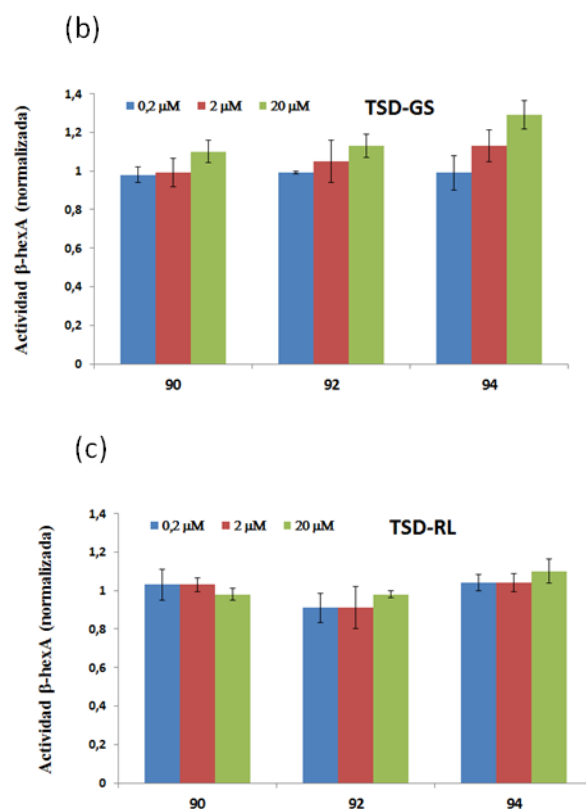 (b)
1,4
0,2 μM 2 μM 20 μM TSD-GS
1,2
1
0,8
0,6
0,4
0,2
0
Actividad β-hexA (normalizada)
90 92 94
(c)
1,4
0,2 μM 2 μM 20 μM TSD-RL
1,2
1
0,8
0,6
0,4
0,2
0
Actividad β-hexA (normalizada)
90 92 94